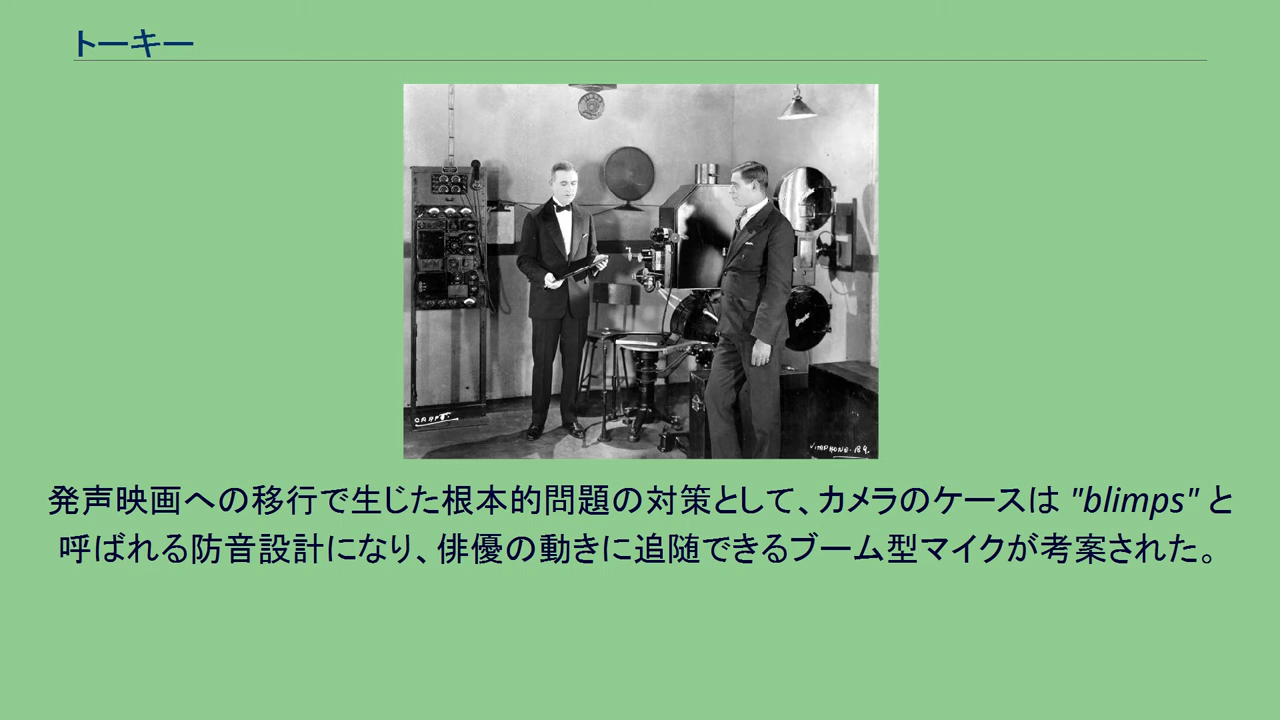 トーキー
CRAFT.
VITAPHONE-189.
発声映画への移行で生じた根本的問題の対策として、カメラのケースは "blimps" と
呼ばれる防音設計になり、俳優の動きに追随できるブーム型マイクが考案された。